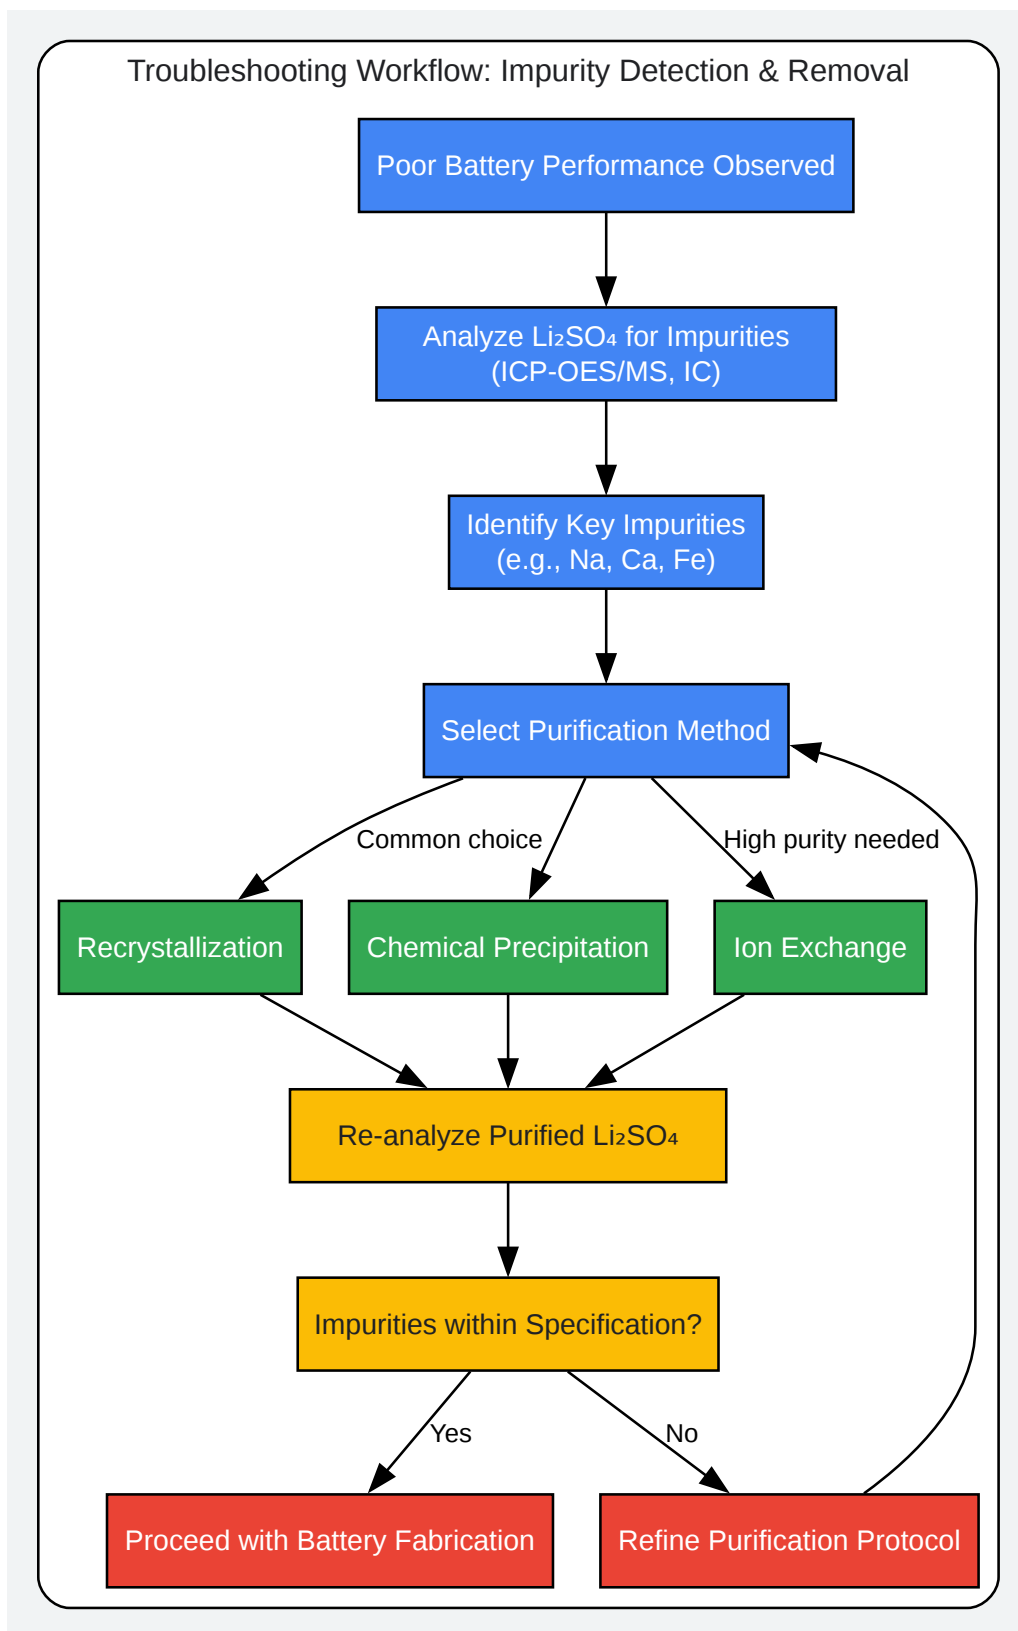 Troubleshooting Workflow: Impurity Detection & Removal
Poor Battery Performance Observed
Analyze Li₂SO₄ for Impurities
(ICP-OES/MS, IC)
Identify Key Impurities
(e.g., Na, Ca, Fe)
Select Purification Method
Common choice
High purity needed
Recrystallization
Chemical Precipitation
Ion Exchange
Re-analyze Purified Li₂SO₄
Impurities within Specification?
Yes
No
Proceed with Battery Fabrication
Refine Purification Protocol